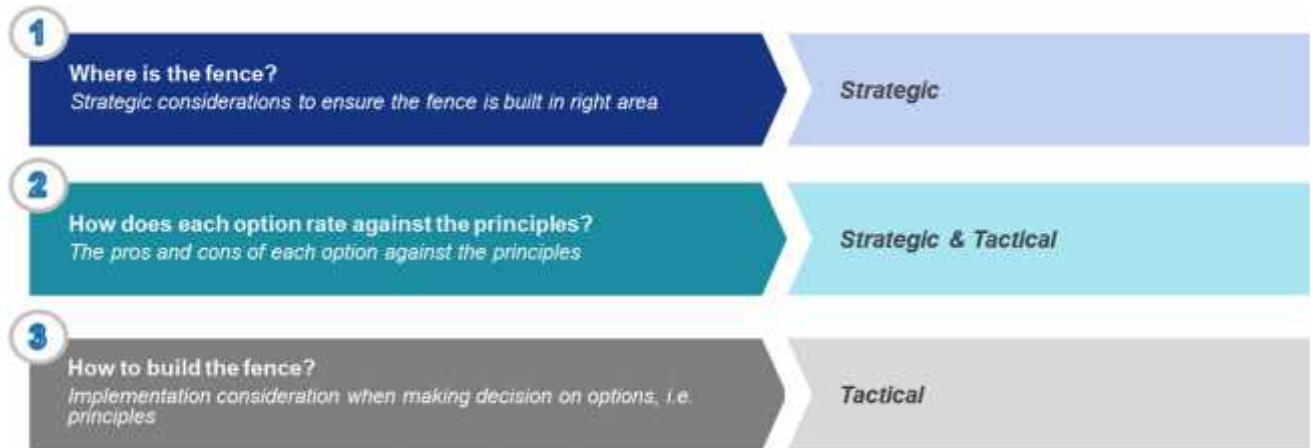 1
Where is the fence?
Strategic considerations to ensure the fence is built in right area
Strategic
2
How does each option rate against the principles?
The pros and cons of each option against the principles
Strategic & Tactical
3
How to build the fence?
Implementation consideration when making decision on options, i.e.
principles
Tactical